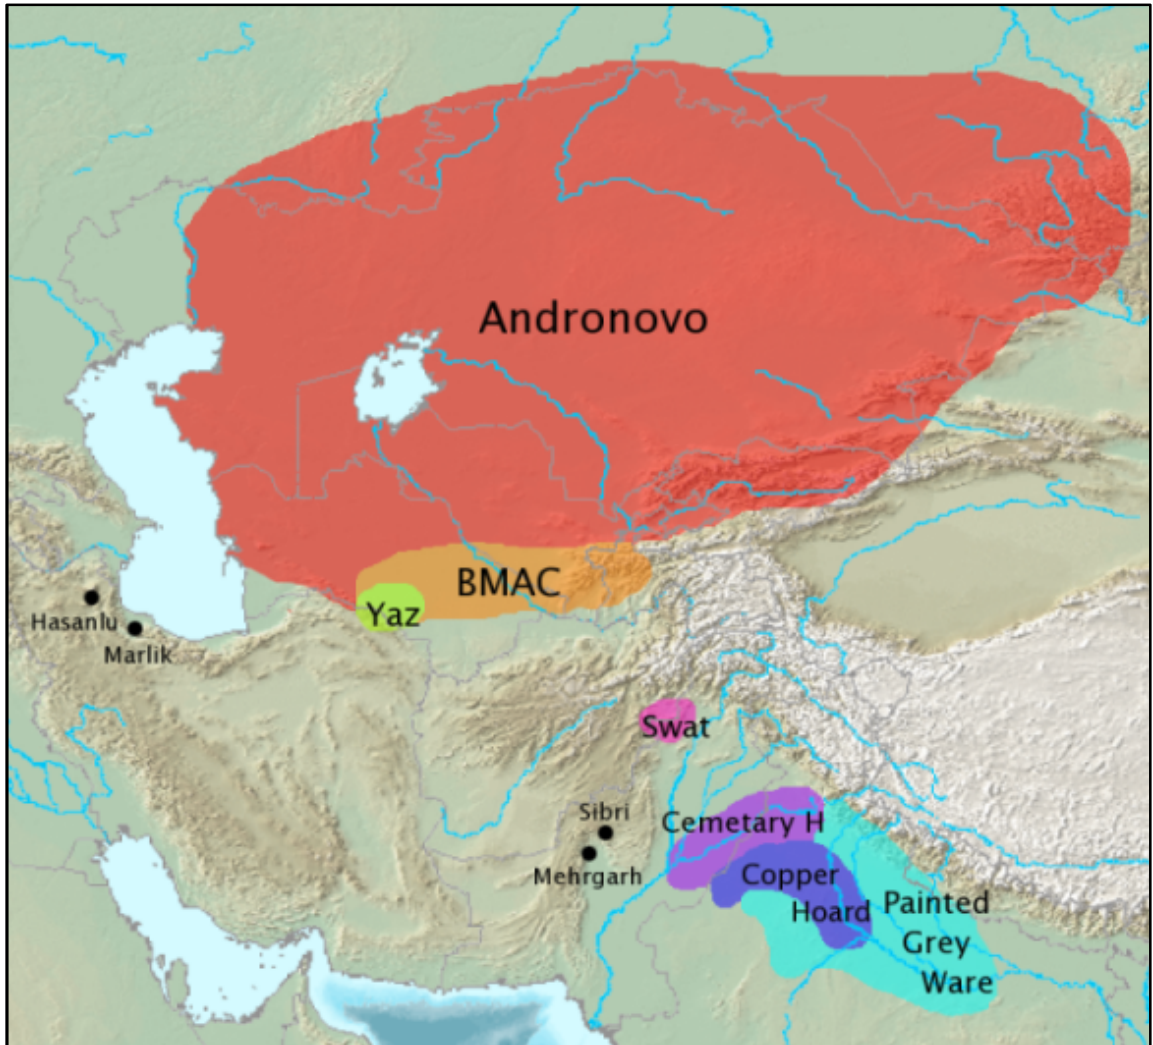 Andronovo
BMAC
Yaz
Hasanlu
Marlik
Swat
Sibri
Mehrgarh
Cemetary H
Copper
Hoard
Painted
Grey
Ware